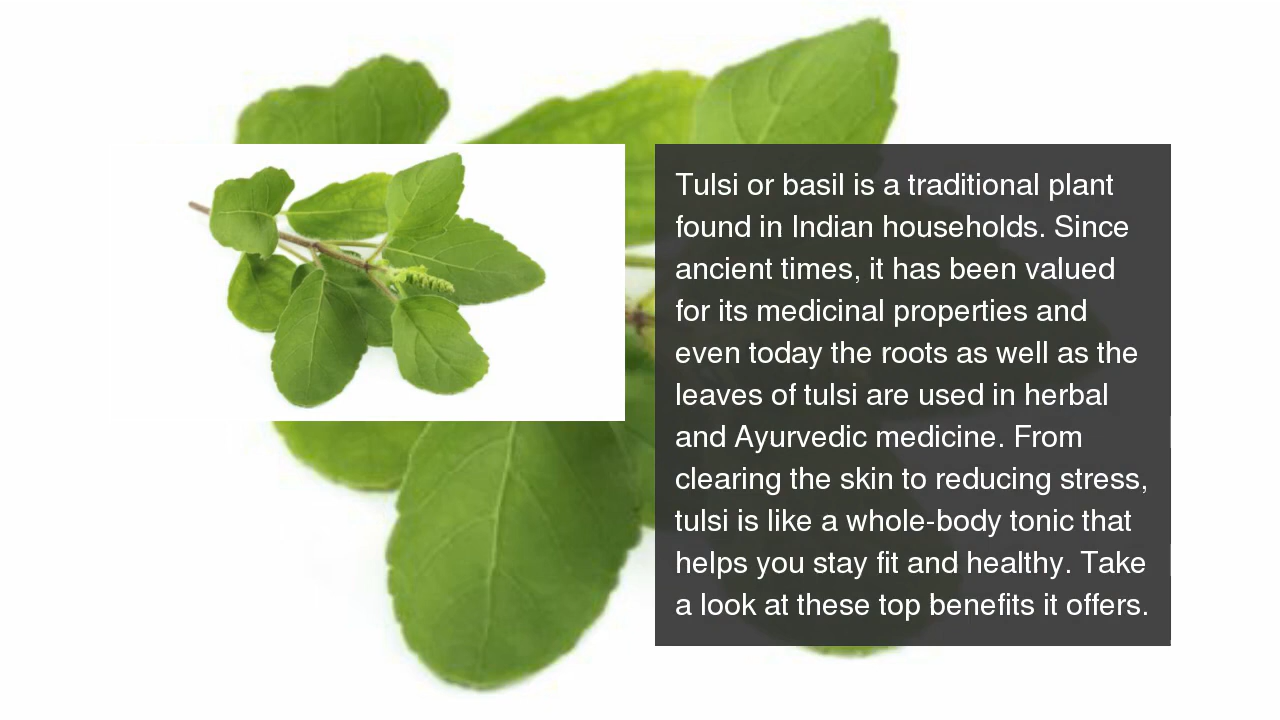 Tulsi or basil is a traditional plant
found in Indian households. Since
ancient times, it has been valued
for its medicinal properties and
even today the roots as well as the
leaves of tulsi are used in herbal
and Ayurvedic medicine. From
clearing the skin to reducing stress,
tulsi is like a whole-body tonic that
helps you stay fit and healthy. Take
a look at these top benefits it offers.